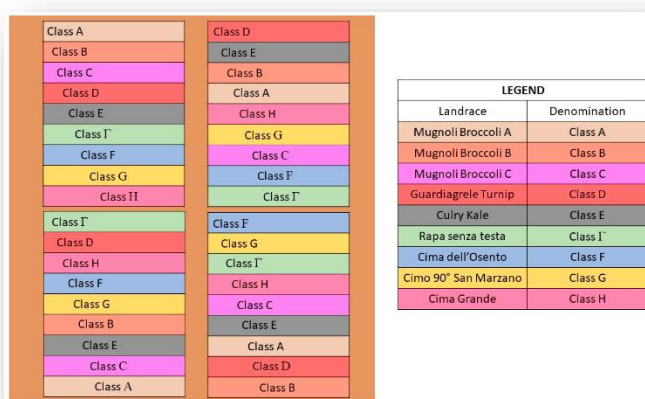 Class A
Class B
Class C
Class D
Class E
Class Γ
Class F
Class G
Class H
Class D
Class E
Class B
Class A
Class H
Class G
Class C
Class F
Class Γ
Class Γ
Class D
Class H
Class F
Class G
Class B
Class E
Class C
Class A
Class F
Class G
Class Γ
Class H
Class C
Class E
Class A
Class D
Class B
LEGEND
Landrace Denomination
Mugnoli Broccoli A Class A
Mugnoli Broccoli B Class B
Mugnoli Broccoli C Class C
Guardiagrele Turnip Class D
Culry Kale Class E
Rapa senza testa Class Γ
Cima dell'Osento Class F
Cimo 90° San Marzano Class G
Cima Grande Class H